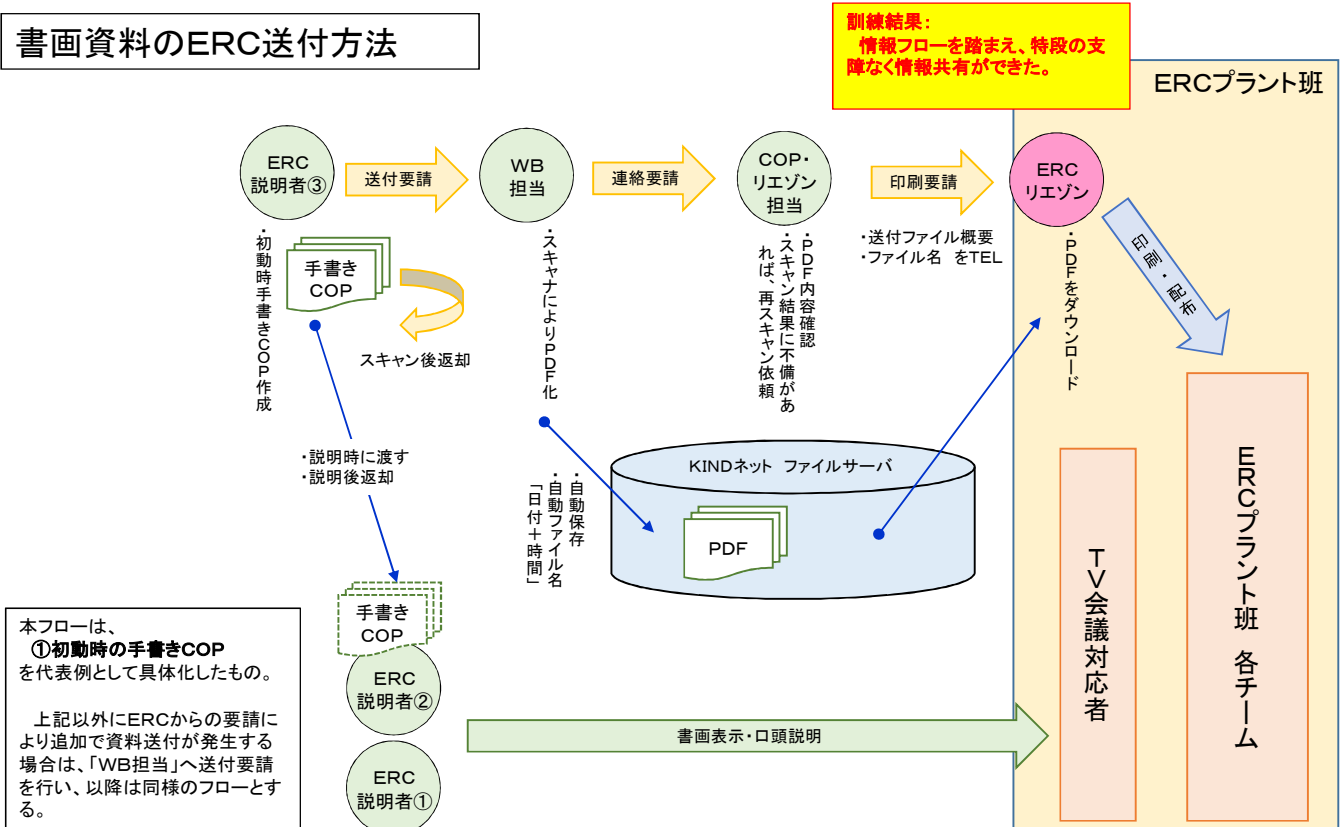 書画資料のERC送付方法
訓練結果：
情報フローを踏まえ、特段の支
障なく情報共有ができた。
ERCプラント班
ERC
説明者③
送付要請
WB
担当
連絡要請
COP・
リエゾン
担当
印刷要請
ERC
リエゾン
・初動時手書きCOP作成
手書き
COP
スキャン後返却
・スキャナによりPDF化
・PDF内容確認
・スキャン結果に不備があ
れば、再スキャン依頼
・送付ファイル概要
・ファイル名　をTEL
・PDFをダウンロード
印刷・配布
・説明時に渡す
・説明後返却
・自動保存
・自動ファイル名
「日付＋時間」
KINDネット　ファイルサーバ
PDF
手書き
COP
ERC
説明者②
ERC
説明者①
書画表示・口頭説明
TV会議対応者
ERCプラント班　各チーム
本フローは、
①初動時の手書きCOP
を代表例として具体化したもの。
上記以外にERCからの要請に
より追加で資料送付が発生する
場合は、「WB担当」へ送付要請
を行い、以降は同様のフローとす
る。